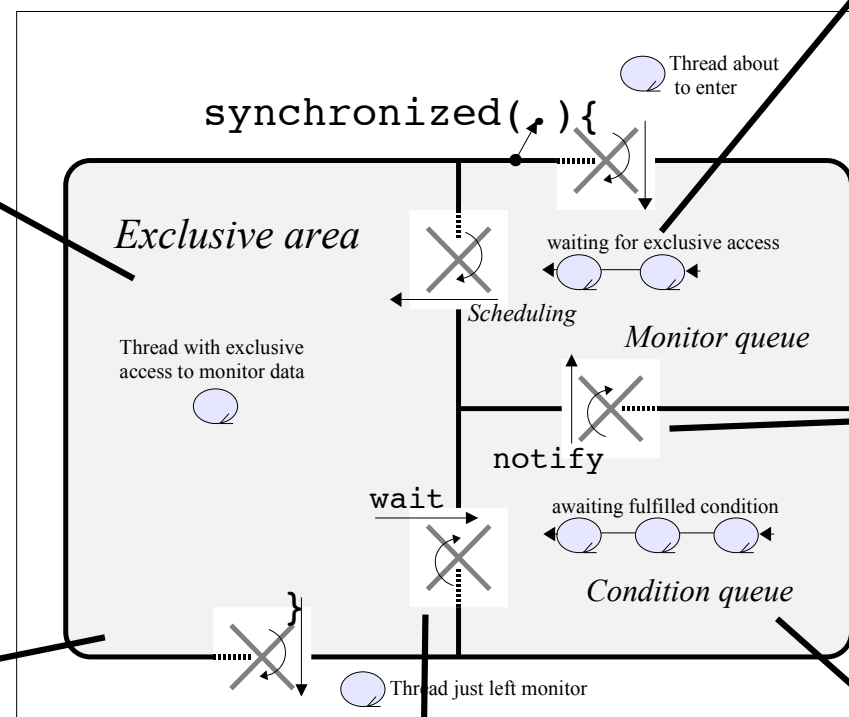 Thread about
to enter
synchronized(.){
Exclusive area
waiting for exclusive access
Scheduling
Monitor queue
Thread with exclusive
access to monitor data
notify
wait
awaiting fulfilled condition
Condition queue
}
Thread just left monitor